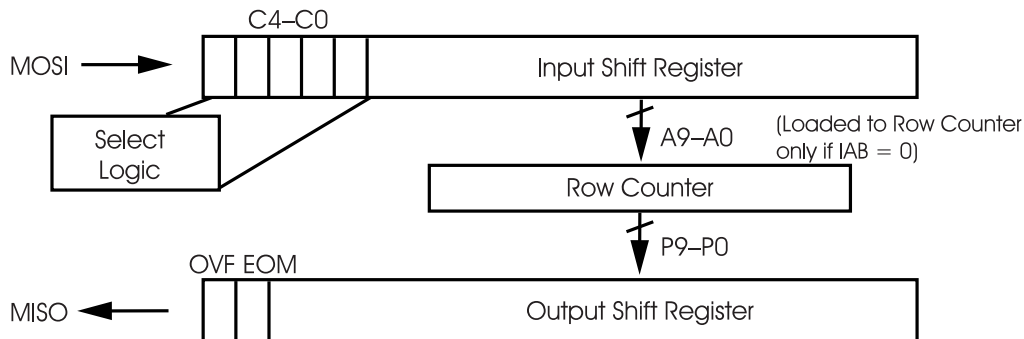 C4–C0
MOSI
Input Shift Register
Select
Logic
A9–A0
(Loaded to Row Counter
only if IAB = 0)
Row Counter
P9–P0
OVF EOM
MISO
Output Shift Register